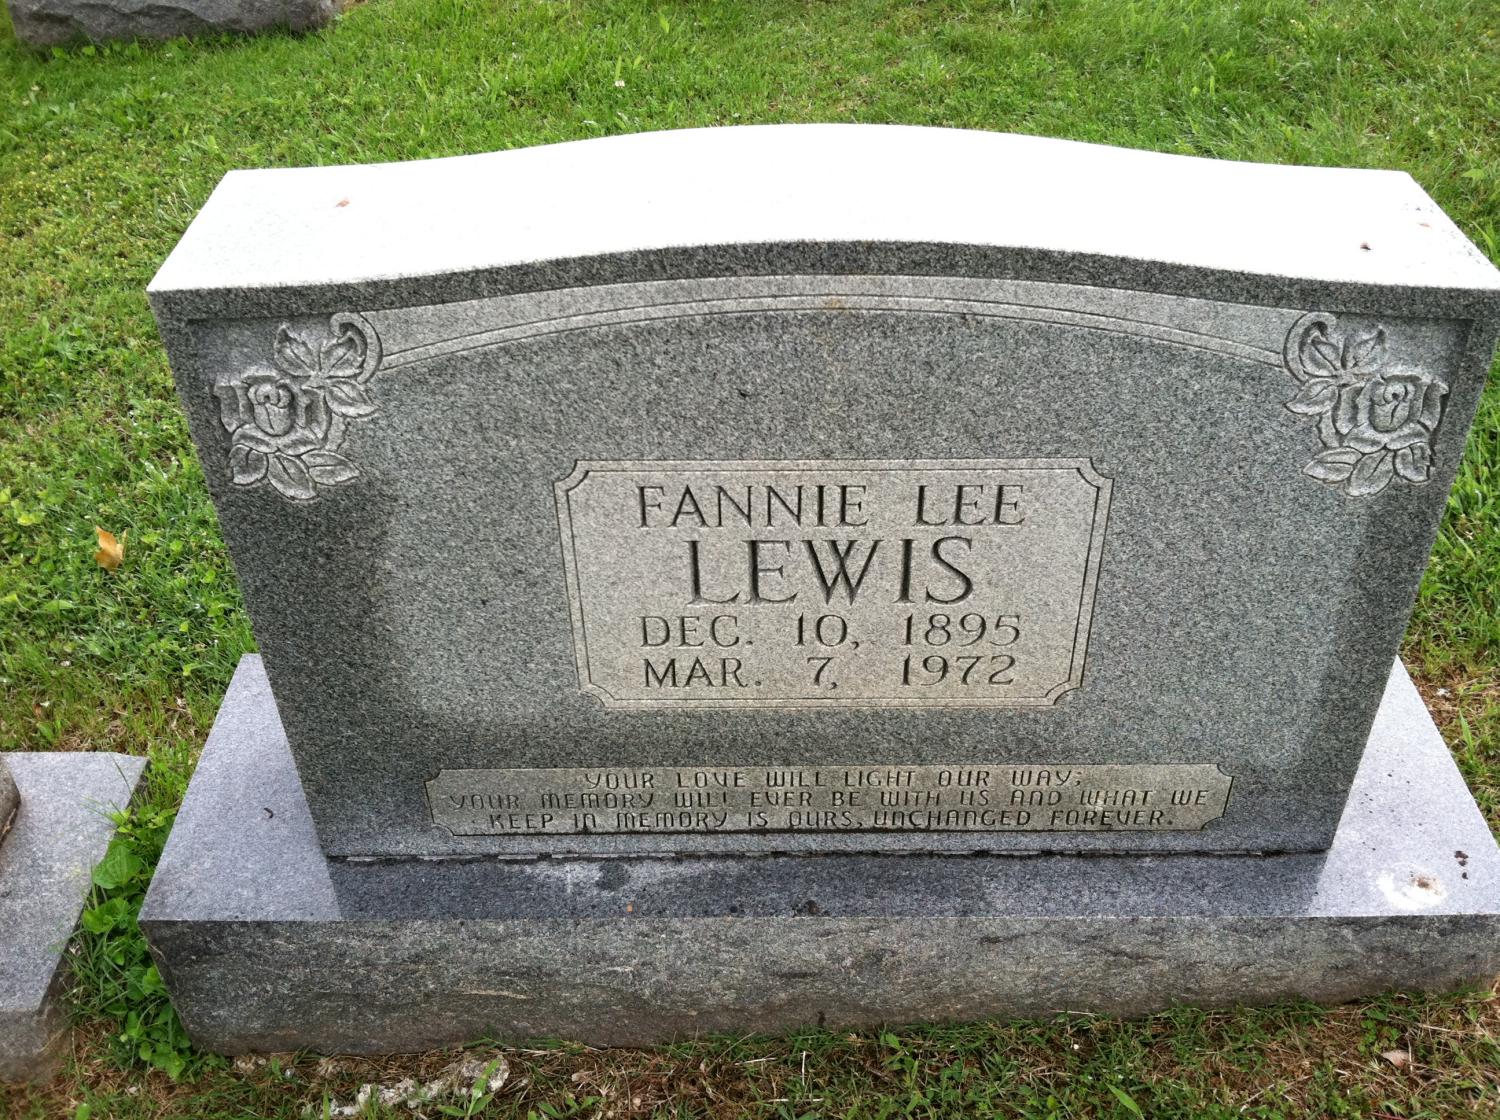 FANNIE LEE
LEWIS
DEC. 10, 1895
MAR. 7, 1972
YOUR LOVE WILL LIGHT OUR WAY;
YOUR MEMORY WILL EVER BE WITH US AND WHAT WE
KEEP IN MEMORY IS OURS, UNCHANGED FOREVER.